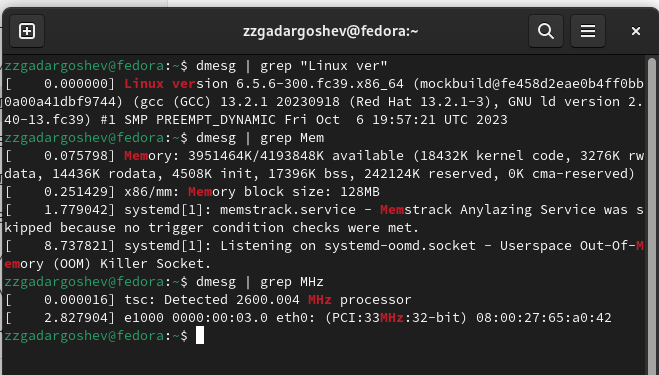 zzgadargoshev@fedora:~
zzgadargoshev@fedora:~$ dmesg | grep "Linux ver"
[    0.000000] Linux version 6.5.6-300.fc39.x86_64 (mockbuild@fe458d2eae0b4ff0bb
0a00a41dbf9744) (gcc (GCC) 13.2.1 20230918 (Red Hat 13.2.1-3), GNU ld version 2.
40-13.fc39) #1 SMP PREEMPT_DYNAMIC Fri Oct  6 19:57:21 UTC 2023
zzgadargoshev@fedora:~$ dmesg | grep Mem
[    0.075798] Memory: 3951464K/4193848K available (18432K kernel code, 3276K rw
data, 14436K rodata, 4508K init, 17396K bss, 242124K reserved, 0K cma-reserved)
[    0.251429] x86/mm: Memory block size: 128MB
[    1.779042] systemd[1]: memstrack.service - Memstrack Anylazing Service was s
kipped because no trigger condition checks were met.
[    8.737821] systemd[1]: Listening on systemd-oomd.socket - Userspace Out-Of-M
emory (OOM) Killer Socket.
zzgadargoshev@fedora:~$ dmesg | grep MHz
[    0.000016] tsc: Detected 2600.004 MHz processor
[    2.827904] e1000 0000:00:03.0 eth0: (PCI:33MHz:32-bit) 08:00:27:65:a0:42
zzgadargoshev@fedora:~$